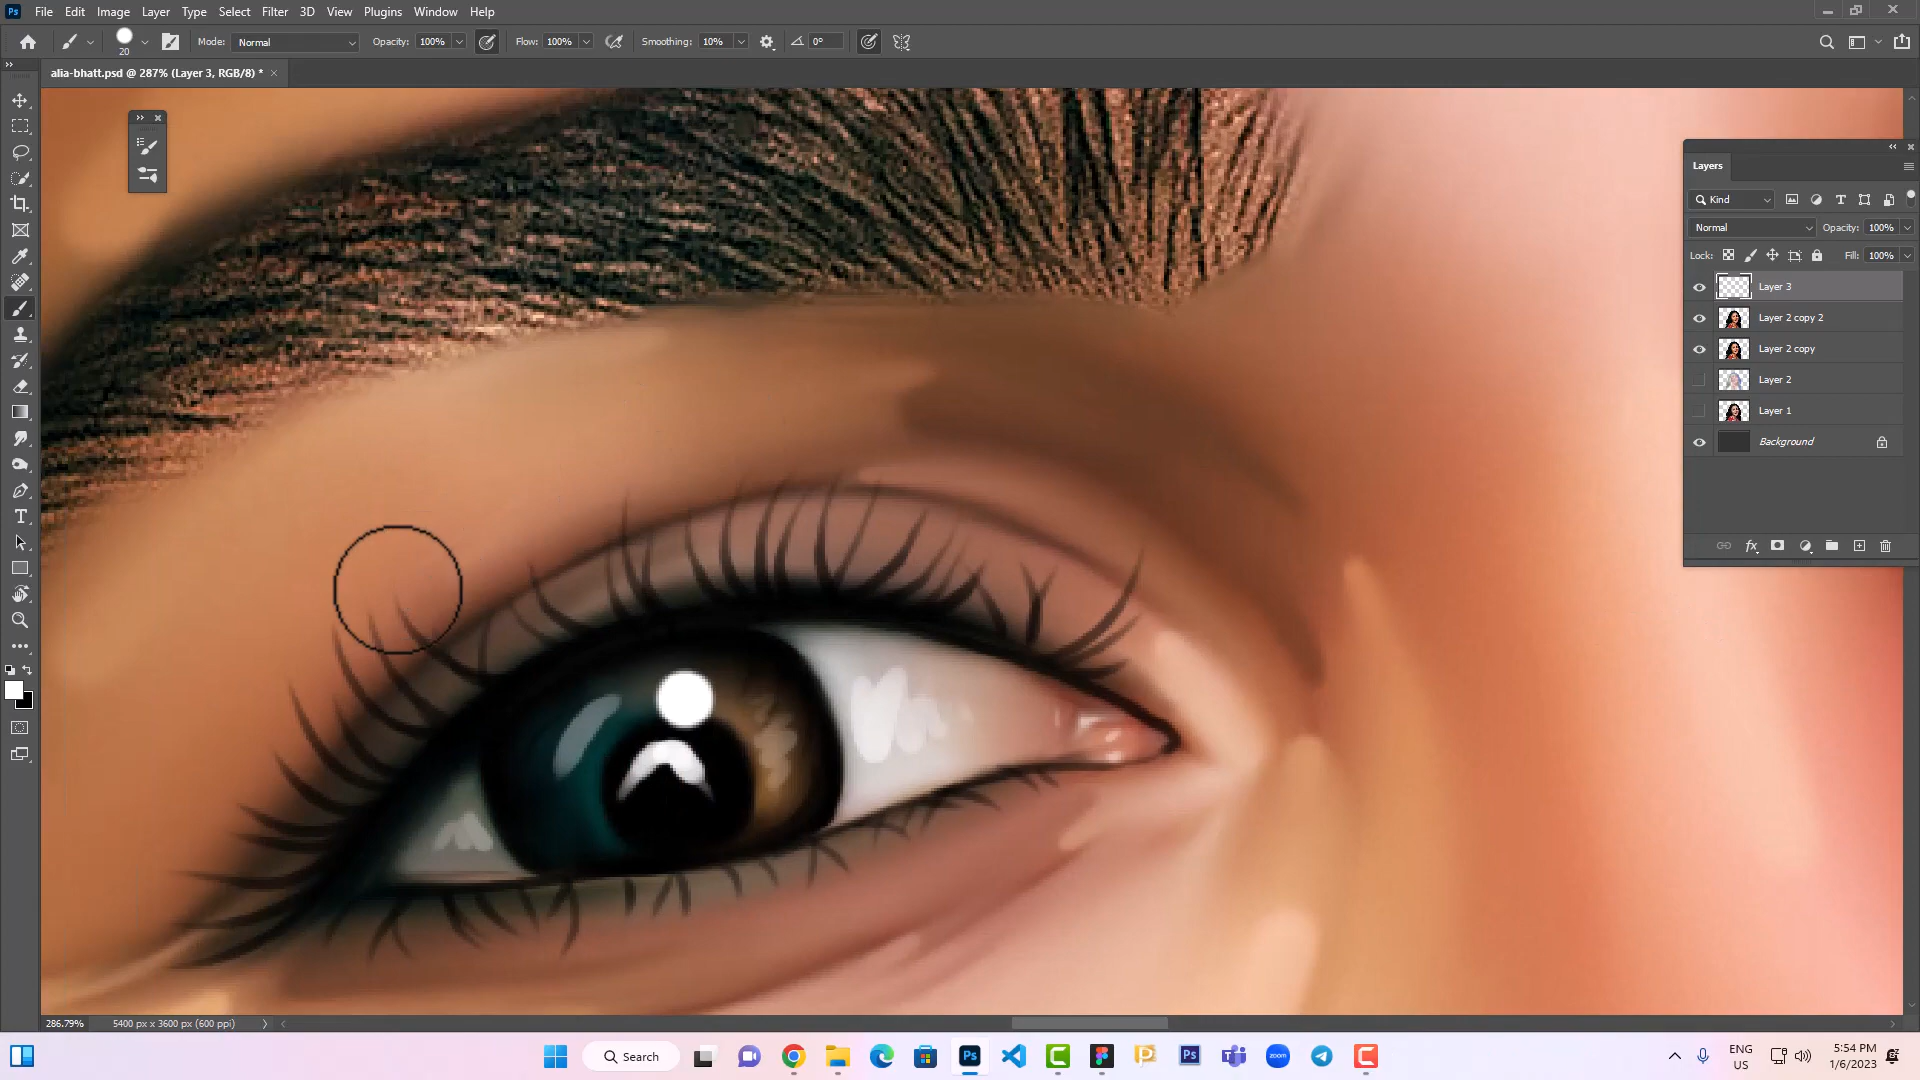 File Edit Image Layer Type Select Filter 3D View Plugins Window Help
20 Mode: Normal Opacity: 100% Flow: 100% Smoothing: 10% 0°
alia-bhatt.psd @ 287% (Layer 3, RGB/8) *
Layers
Kind
Normal Opacity: 100%
Lock: Fill: 100%
Layer 3
Layer 2 copy 2
Layer 2 copy
Layer 2
Layer 1
Background
286.79% 5400 px x 3600 px (600 ppi)
Search
zoom
ENG
US
5:54 PM
1/6/2023